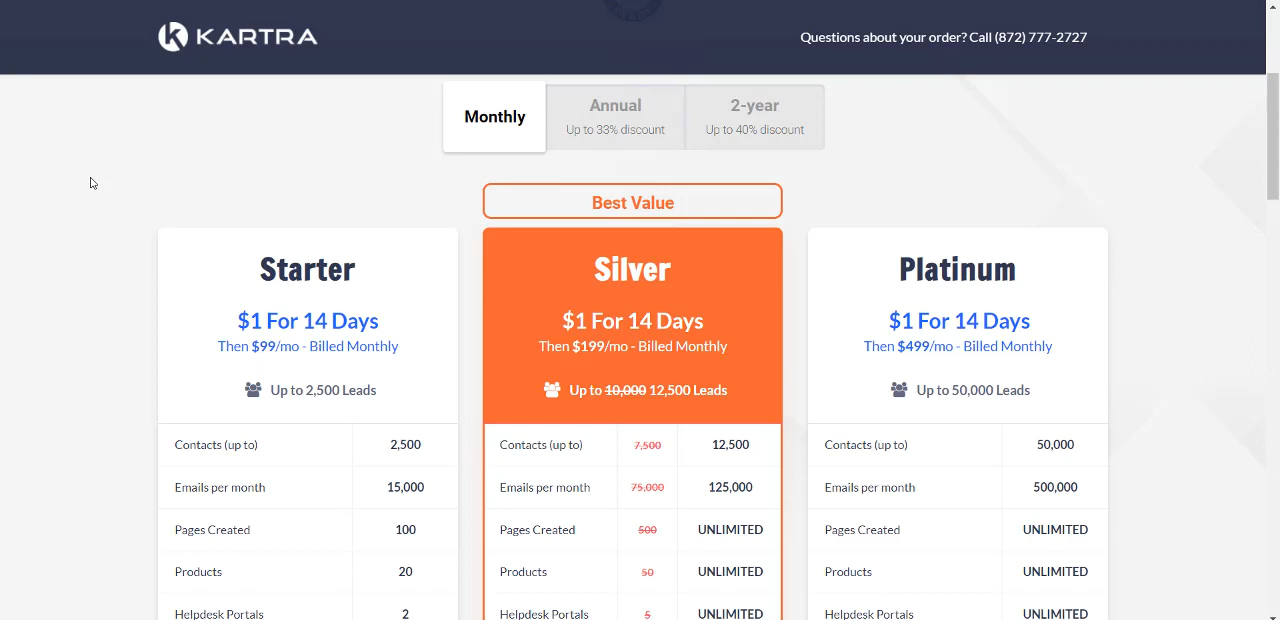 KARTRA
Questions about your order? Call (872) 777-2727
Monthly
Annual
Up to 33% discount
2-year
Up to 40% discount
Best Value
Starter
$1 For 14 Days
Then $99/mo - Billed Monthly
Up to 2,500 Leads
Contacts (up to) 2,500
Emails per month 15,000
Pages Created 100
Products 20
Helpdesk Portals 2
Silver
$1 For 14 Days
Then $199/mo - Billed Monthly
Up to 10,000 12,500 Leads
Contacts (up to) 7,500 12,500
Emails per month 75,000 125,000
Pages Created 500 UNLIMITED
Products 50 UNLIMITED
Helpdesk Portals 5 UNLIMITED
Platinum
$1 For 14 Days
Then $499/mo - Billed Monthly
Up to 50,000 Leads
Contacts (up to) 50,000
Emails per month 500,000
Pages Created UNLIMITED
Products UNLIMITED
Helpdesk Portals UNLIMITED